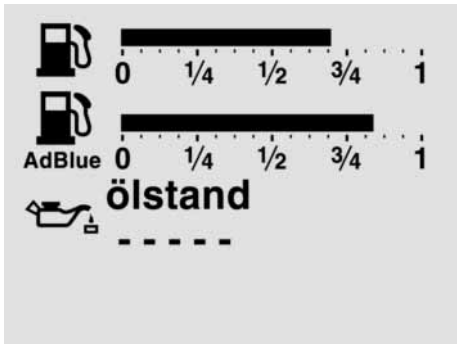 0 1/4 1/2 3/4 1
AdBlue 0 1/4 1/2 3/4 1
ölstand
- - - - -